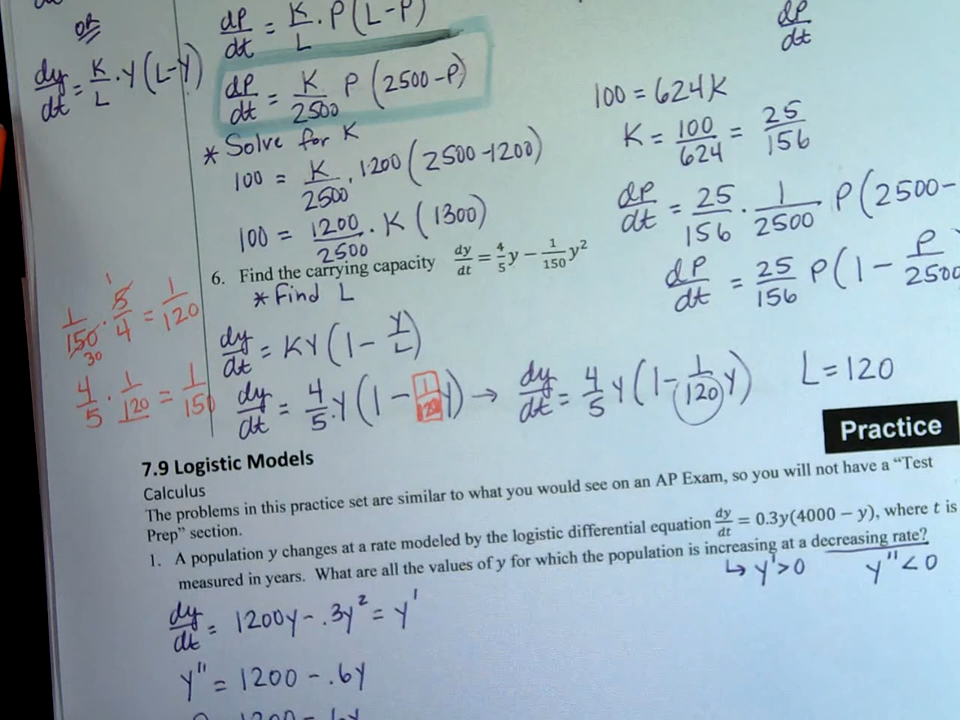 OR
dy/dt = K/L · Y (L-Y)
dP/dt = K/L · P (L-P)
dP/dt = K/2500 P (2500-P)
* Solve for K
100 = K/2500 · 1200 (2500-1200)
100 = 1200/2500 · K (1300)
dP/dt
100 = 624K
K = 100/624 = 25/156
dP/dt = 25/156 · 1/2500 P (2500-
dP/dt = 25/156 P (1 - P/2500
6. Find the carrying capacity dy/dt = 4/5 y − 1/150 y²
* Find L
1/150 · 5/4 = 1/120
1
30
4/5 · 1/120 = 1/150
dy/dt = KY (1 - Y/L)
dy/dt = 4/5 · Y (1 - 1/120 Y) → dy/dt = 4/5 Y (1 - 1/120 Y) L = 120
Practice
7.9 Logistic Models
Calculus
The problems in this practice set are similar to what you would see on an AP Exam, so you will not have a “Test
Prep” section.
1. A population y changes at a rate modeled by the logistic differential equation dy/dt = 0.3y(4000 − y), where t is
measured in years. What are all the values of y for which the population is increasing at a decreasing rate?
↳ y' > 0 y'' < 0
dy/dt = 1200y - .3y² = y'
y'' = 1200 - .6y